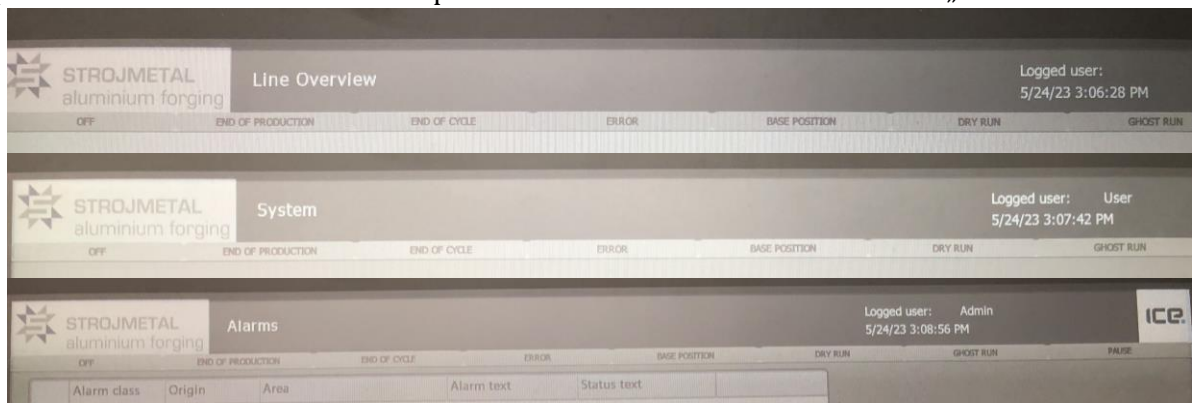 „
STROJMETAL
aluminium forging
Line Overview
Logged user:
5/24/23 3:06:28 PM
OFF END OF PRODUCTION END OF CYCLE ERROR BASE POSITION DRY RUN GHOST RUN
STROJMETAL
aluminium forging
System
Logged user: User
5/24/23 3:07:42 PM
OFF END OF PRODUCTION END OF CYCLE ERROR BASE POSITION DRY RUN GHOST RUN
STROJMETAL
aluminium forging
Alarms
Logged user: Admin
5/24/23 3:08:56 PM
ICE.
OFF END OF PRODUCTION END OF CYCLE ERROR BASE POSITION DRY RUN GHOST RUN PAUSE
Alarm class Origin Area Alarm text Status text